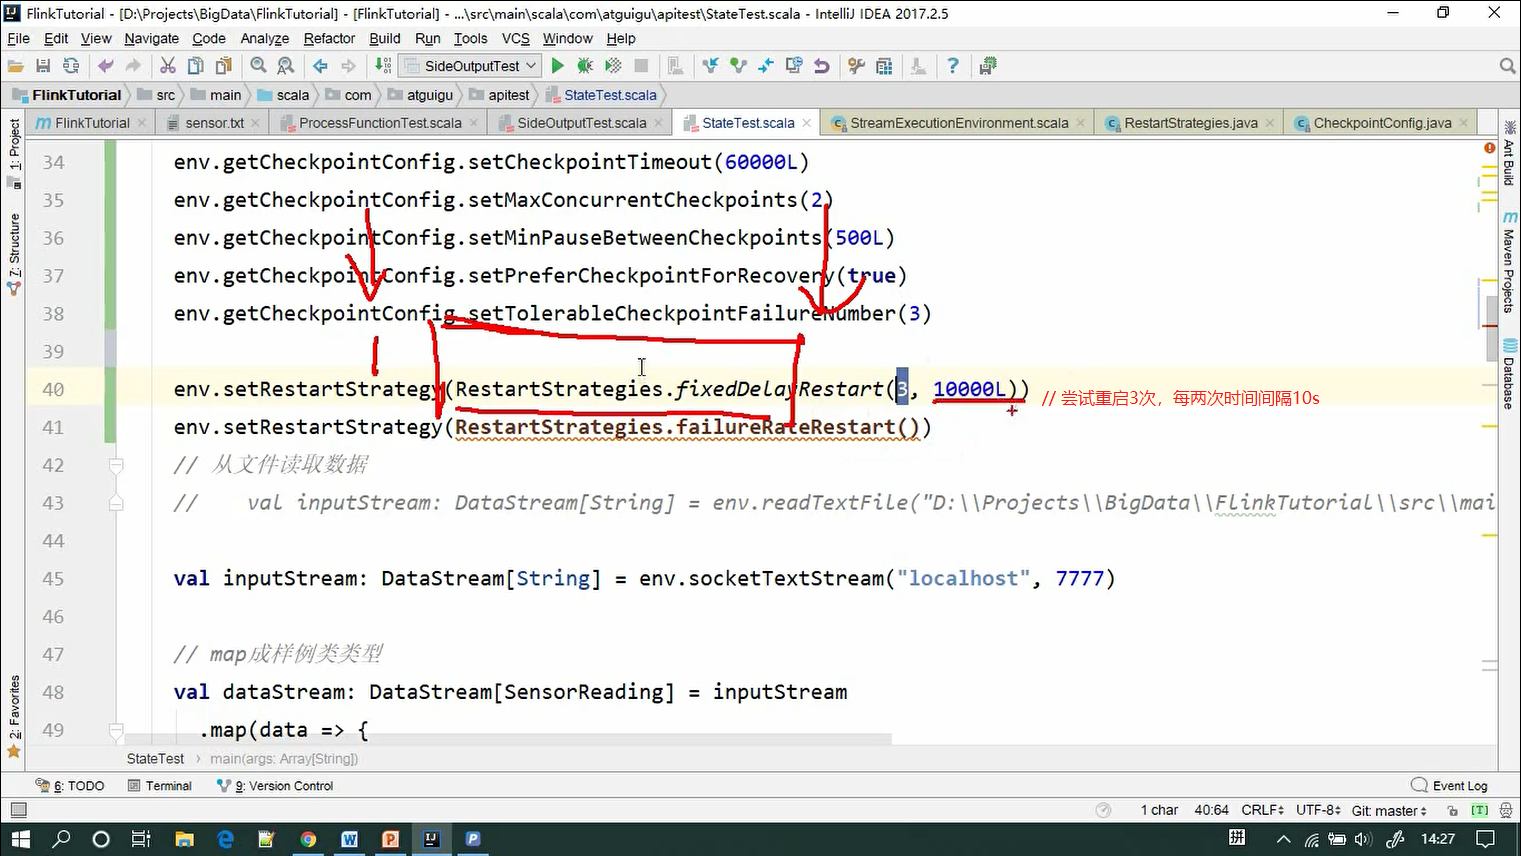 FlinkTutorial - [D:\Projects\BigData\FlinkTutorial] - [FlinkTutorial] - ...\src\main\scala\com\atguigu\apitest\StateTest.scala - IntelliJ IDEA 2017.2.5
File Edit View Navigate Code Analyze Refactor Build Run Tools VCS Window Help
SideOutputTest
FlinkTutorial src main scala com atguigu apitest StateTest.scala
FlinkTutorial sensor.txt ProcessFunctionTest.scala SideOutputTest.scala StateTest.scala StreamExecutionEnvironment.scala RestartStrategies.java CheckpointConfig.java
1: Project
7: Structure
2: Favorites
Ant Build
Maven Projects
Database
34 env.getCheckpointConfig.setCheckpointTimeout(60000L)
35 env.getCheckpointConfig.setMaxConcurrentCheckpoints(2)
36 env.getCheckpointConfig.setMinPauseBetweenCheckpoints(500L)
37 env.getCheckpointConfig.setPreferCheckpointForRecovery(true)
38 env.getCheckpointConfig.setTolerableCheckpointFailureNumber(3)
39
40 env.setRestartStrategy(RestartStrategies.fixedDelayRestart(3, 10000L)) // 尝试重启3次，每两次时间间隔10s
41 env.setRestartStrategy(RestartStrategies.failureRateRestart())
42 // 从文件读取数据
43 // val inputStream: DataStream[String] = env.readTextFile("D:\\Projects\\BigData\\FlinkTutorial\\src\\mai
44
45 val inputStream: DataStream[String] = env.socketTextStream("localhost", 7777)
46
47 // map成样例类类型
48 val dataStream: DataStream[SensorReading] = inputStream
49 .map(data => {
StateTest main(args: Array[String])
6: TODO Terminal 9: Version Control Event Log
1 char 40:64 CRLF UTF-8 Git: master [T]
拼 14:27